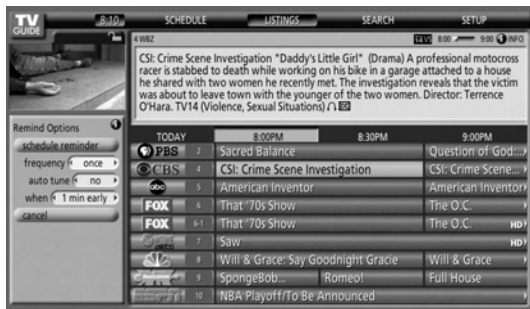 TV
GUIDE
8:10
SCHEDULE
LISTINGS
SEARCH
SETUP
4 WBZ
8:00
9:00
INFO
CSI: Crime Scene Investigation "Daddy's Little Girl" (Drama) A professional motocross
racer is stabbed to death while working on his bike in a garage attached to a house
he shared with two women he recently met. The investigation reveals that the victim
was about to leave town with the younger of the two women. Director: Terrence
O'Hara. TV14 (Violence, Sexual Situations)
Remind Options
schedule reminder
frequency once
auto tune no
when 1 min early
cancel
TODAY 8:00PM 8:30PM 9:00PM
PBS 2 Sacred Balance Question of God:...
CBS 4 CSI: Crime Scene Investigation CSI: Crime Scene...
abc 5 American Inventor American Inventor
FOX 6 That '70s Show The O.C.
FOX 6-1 That '70s Show The O.C. HD
7 Saw HD
8 Will & Grace: Say Goodnight Gracie Will & Grace
9 SpongeBob... Romeo! Full House
10 NBA Playoff/To Be Announced